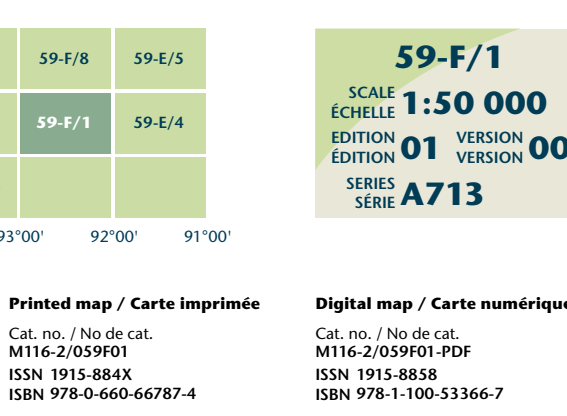 59-F/8 59-E/5
59-F/1 59-E/4
93°00' 92°00' 91°00'
59-F/1
SCALE
ÉCHELLE 1:50 000
EDITION
ÉDITION 01 VERSION
VERSION 00
SERIES
SÉRIE A713
Printed map / Carte imprimée
Cat. no. / No de cat.
M116-2/059F01
ISSN 1915-884X
ISBN 978-0-660-66787-4
Digital map / Carte numérique
Cat. no. / No de cat.
M116-2/059F01-PDF
ISSN 1915-8858
ISBN 978-1-100-53366-7